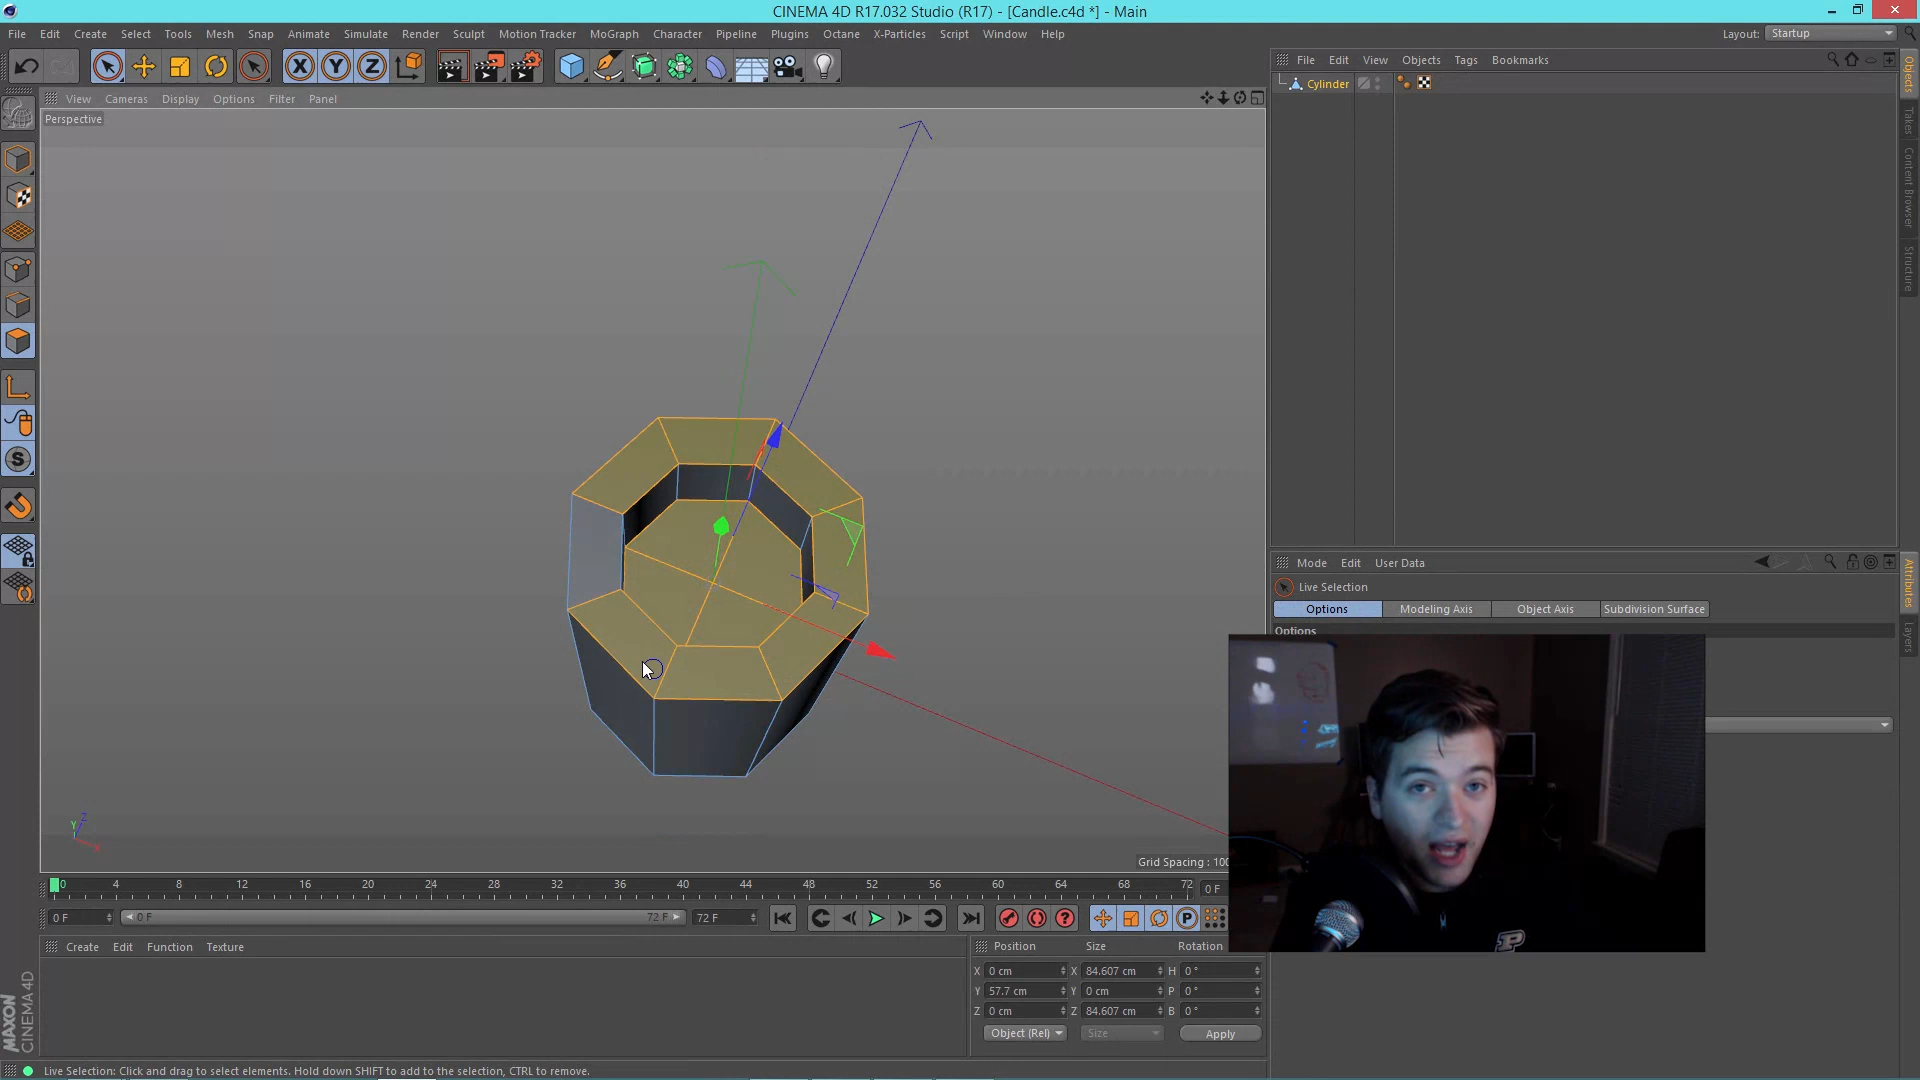 CINEMA 4D R17.032 Studio (R17) - [Candle.c4d *] - Main
File Edit Create Select Tools Mesh Snap Animate Simulate Render Sculpt Motion Tracker MoGraph Character Pipeline Plugins Octane X-Particles Script Window Help
Layout: Startup
X Y Z
File Edit View Objects Tags Bookmarks
Cylinder
View Cameras Display Options Filter Panel
Perspective
Objects
Takes
Content Browser
Structure
S
Mode Edit User Data
Live Selection
Options Modeling Axis Object Axis Subdivision Surface
Options
Attributes
Layers
Y Z X
Grid Spacing : 100
0 4 8 12 16 20 24 28 32 36 40 44 48 52 56 60 64 68 72 0 F
0 F 0 F 72 F 72 F
P
P
Create Edit Function Texture
Position Size Rotation
X 0 cm X 84.607 cm H 0 °
Y 57.7 cm Y 0 cm P 0 °
Z 0 cm Z 84.607 cm B 0 °
Object (Rel) Size Apply
MAXON
CINEMA 4D
Live Selection: Click and drag to select elements. Hold down SHIFT to add to the selection, CTRL to remove.